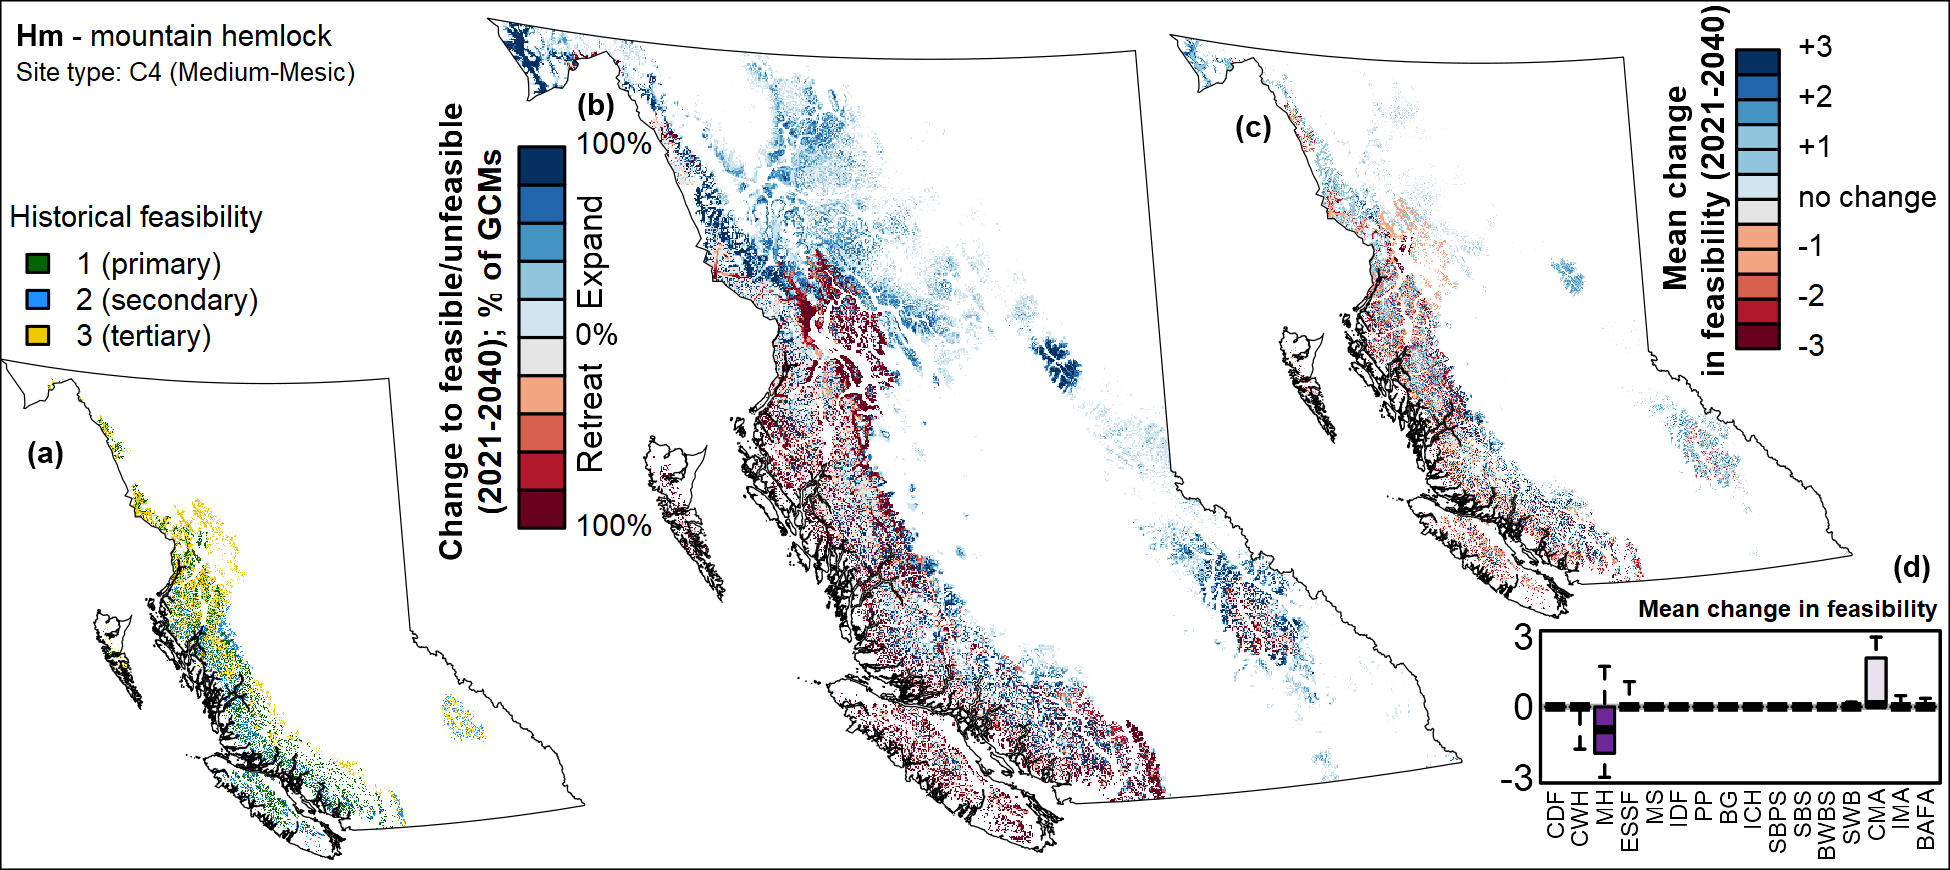 Hm - mountain hemlock
Site type: C4 (Medium-Mesic)
Historical feasibility
1 (primary)
2 (secondary)
3 (tertiary)
(a)
Change to feasible/unfeasible
(2021-2040); % of GCMs
100%
Expand
0%
Retreat
100%
(b)
(c)
Mean change
in feasibility (2021-2040)
+3
+2
+1
no change
-1
-2
-3
(d)
Mean change in feasibility
3
0
-3
CDF
CWH
MH
ESSF
MS
IDF
PP
BG
ICH
SBPS
SBS
BWBS
SWB
CMA
IMA
BAFA